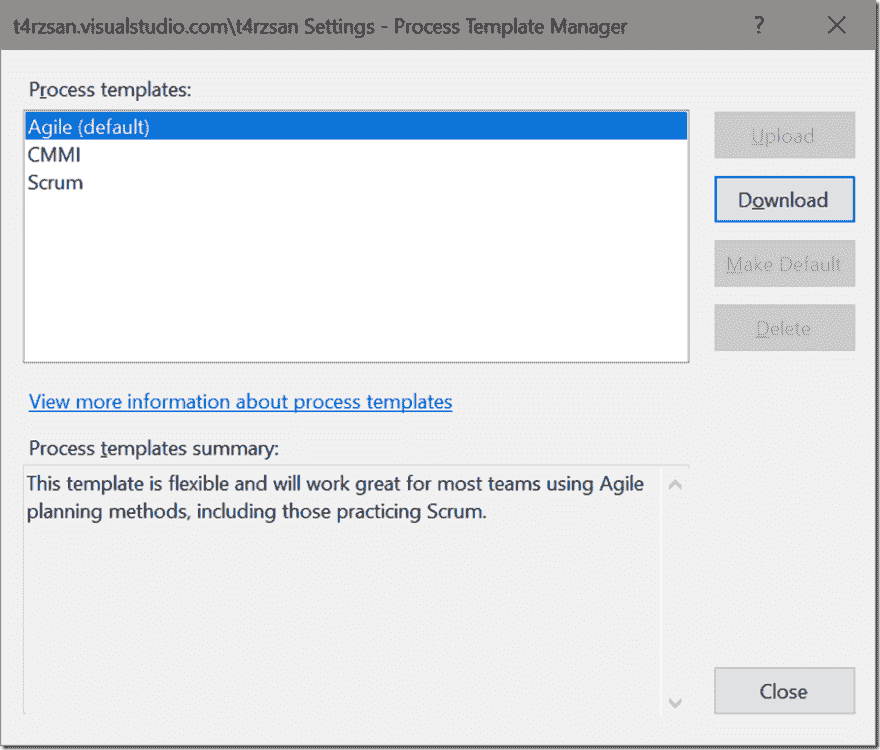 t4rzsan.visualstudio.com\t4rzsan Settings - Process Template Manager
?
Process templates:
Agile (default)
CMMI
Scrum
Upload
Download
Make Default
Delete
View more information about process templates
Process templates summary:
This template is flexible and will work great for most teams using Agile
planning methods, including those practicing Scrum.
Close